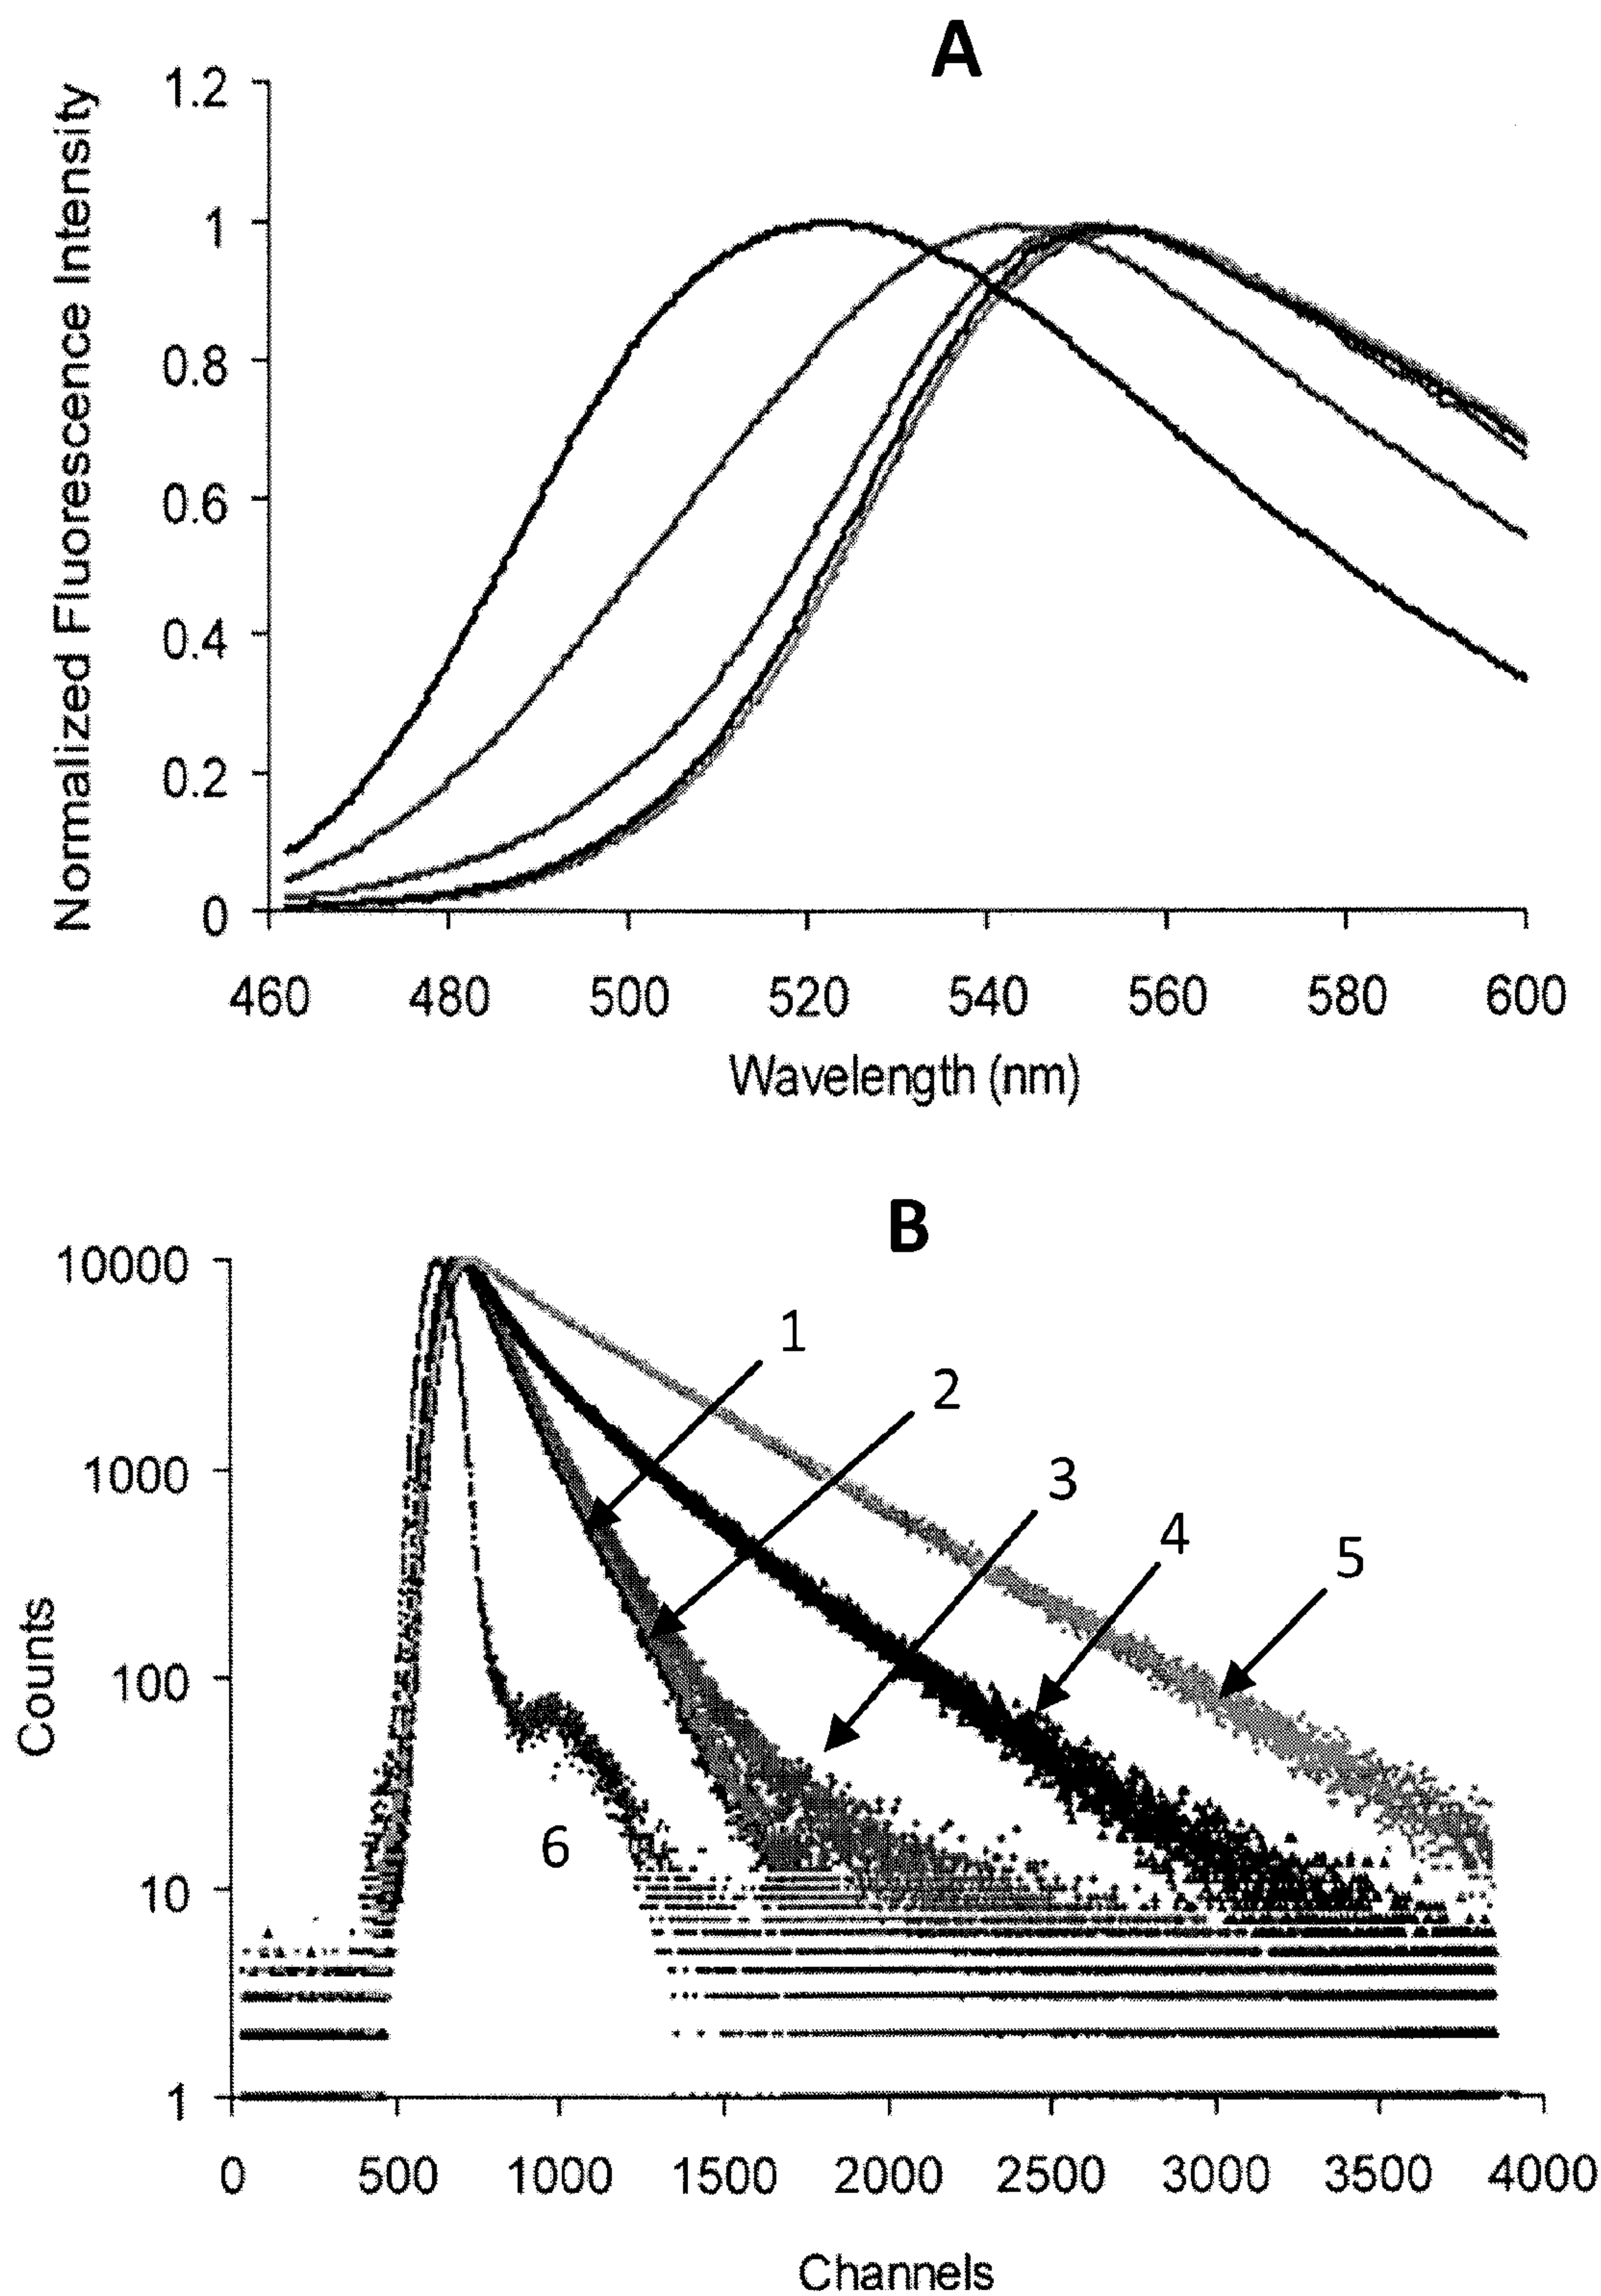 A
Normalized Fluorescence Intensity
1.2
1
0.8
0.6
0.4
0.2
0
460 480 500 520 540 560 580 600
Wavelength (nm)
B
Counts
10000
1000
100
10
1
1
2
3
4
5
6
0 500 1000 1500 2000 2500 3000 3500 4000
Channels